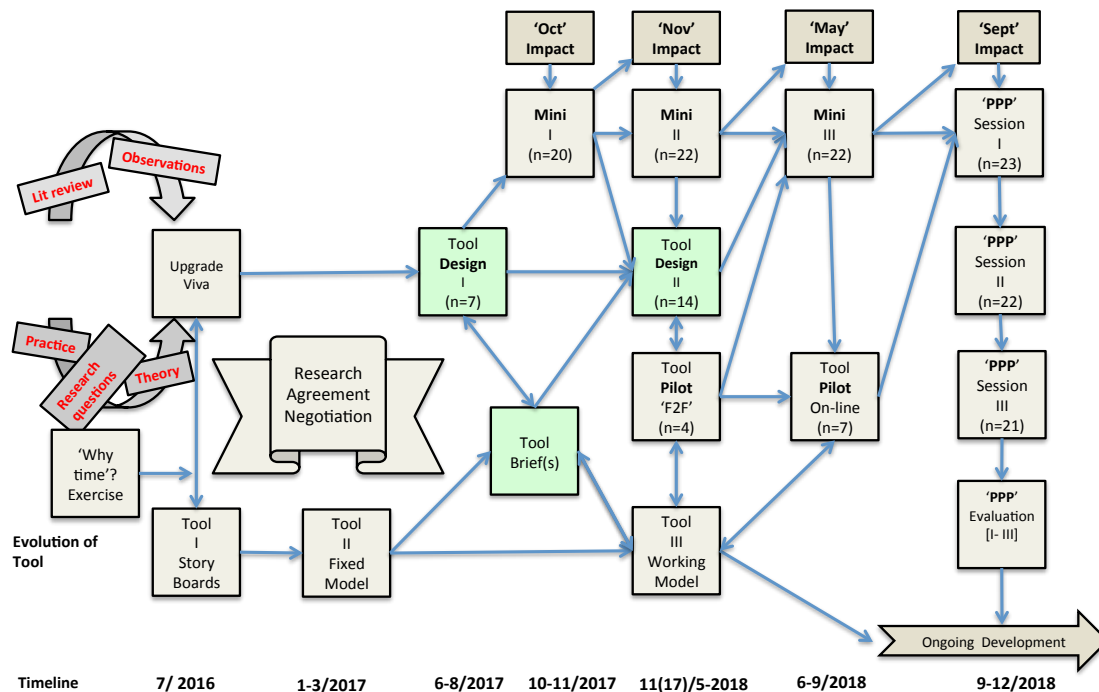 ‘Oct’
Impact
‘Nov’
Impact
‘May’
Impact
‘Sept’
Impact
Mini
I
(n=20)
Mini
II
(n=22)
Mini
III
(n=22)
‘PPP’
Session
I
(n=23)
Lit review
Observations
Upgrade
Viva
Tool
Design
I
(n=7)
Tool
Design
II
(n=14)
‘PPP’
Session
II
(n=22)
Practice
Research
questions
Theory
Research
Agreement
Negotiation
Tool
Pilot
‘F2F’
(n=4)
Tool
Pilot
On-line
(n=7)
‘PPP’
Session
III
(n=21)
‘Why
time’?
Exercise
Tool
Brief(s)
Evolution of
Tool
Tool
I
Story
Boards
Tool
II
Fixed
Model
Tool
III
Working
Model
‘PPP’
Evaluation
[I- III]
Ongoing Development
Timeline
7/ 2016
1-3/2017
6-8/2017
10-11/2017
11(17)/5-2018
6-9/2018
9-12/2018